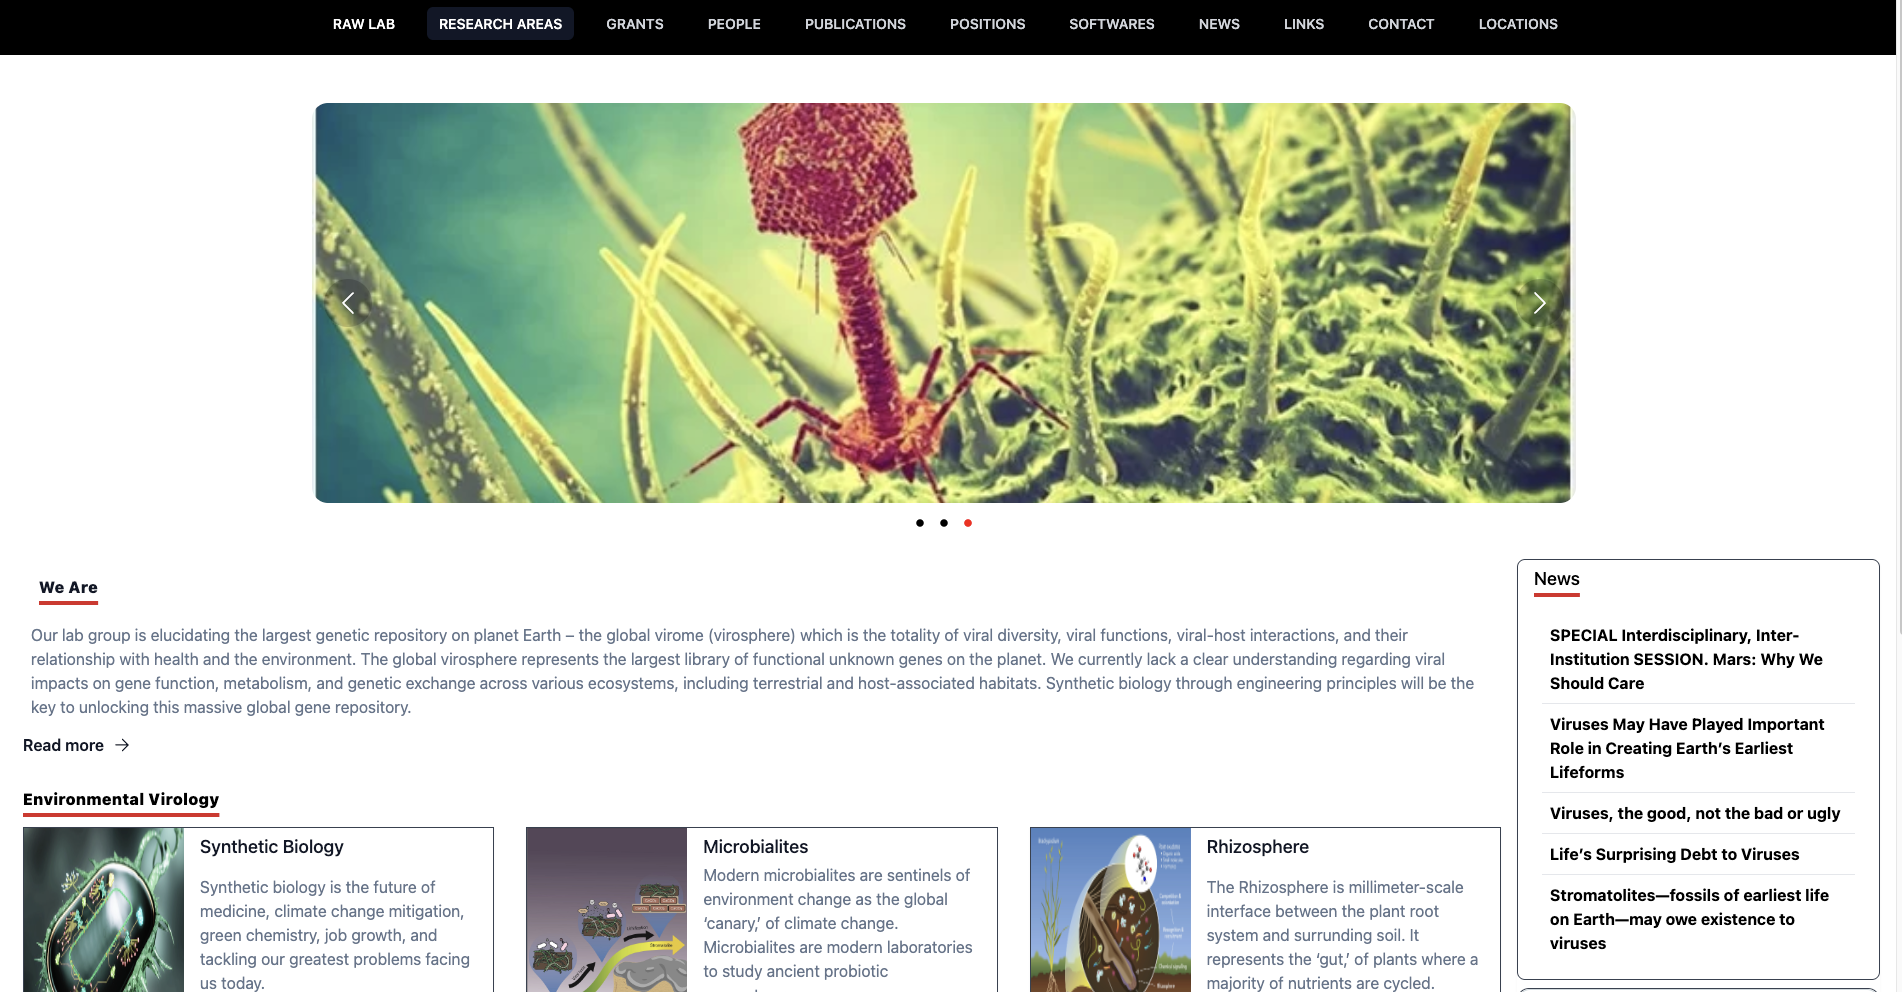 RAW LAB RESEARCH AREAS GRANTS PEOPLE PUBLICATIONS POSITIONS SOFTWARES NEWS LINKS CONTACT LOCATIONS
We Are
Our lab group is elucidating the largest genetic repository on planet Earth – the global virome (virosphere) which is the totality of viral diversity, viral functions, viral-host interactions, and their
relationship with health and the environment. The global virosphere represents the largest library of functional unknown genes on the planet. We currently lack a clear understanding regarding viral
impacts on gene function, metabolism, and genetic exchange across various ecosystems, including terrestrial and host-associated habitats. Synthetic biology through engineering principles will be the
key to unlocking this massive global gene repository.
Read more
Environmental Virology
Synthetic Biology
Synthetic biology is the future of
medicine, climate change mitigation,
green chemistry, job growth, and
tackling our greatest problems facing
us today.
Microbialites
Modern microbialites are sentinels of
environment change as the global
‘canary,’ of climate change.
Microbialites are modern laboratories
to study ancient probiotic
Rhizosphere
The Rhizosphere is millimeter-scale
interface between the plant root
system and surrunding soil. It
represents the ‘gut,’ of plants where a
majority of nutrients are cycled.
News
SPECIAL Interdisciplinary, Inter-
Institution SESSION. Mars: Why We
Should Care
Viruses May Have Played Important
Role in Creating Earth’s Earliest
Lifeforms
Viruses, the good, not the bad or ugly
Life’s Surprising Debt to Viruses
Stromatolites—fossils of earliest life
on Earth—may owe existence to
viruses